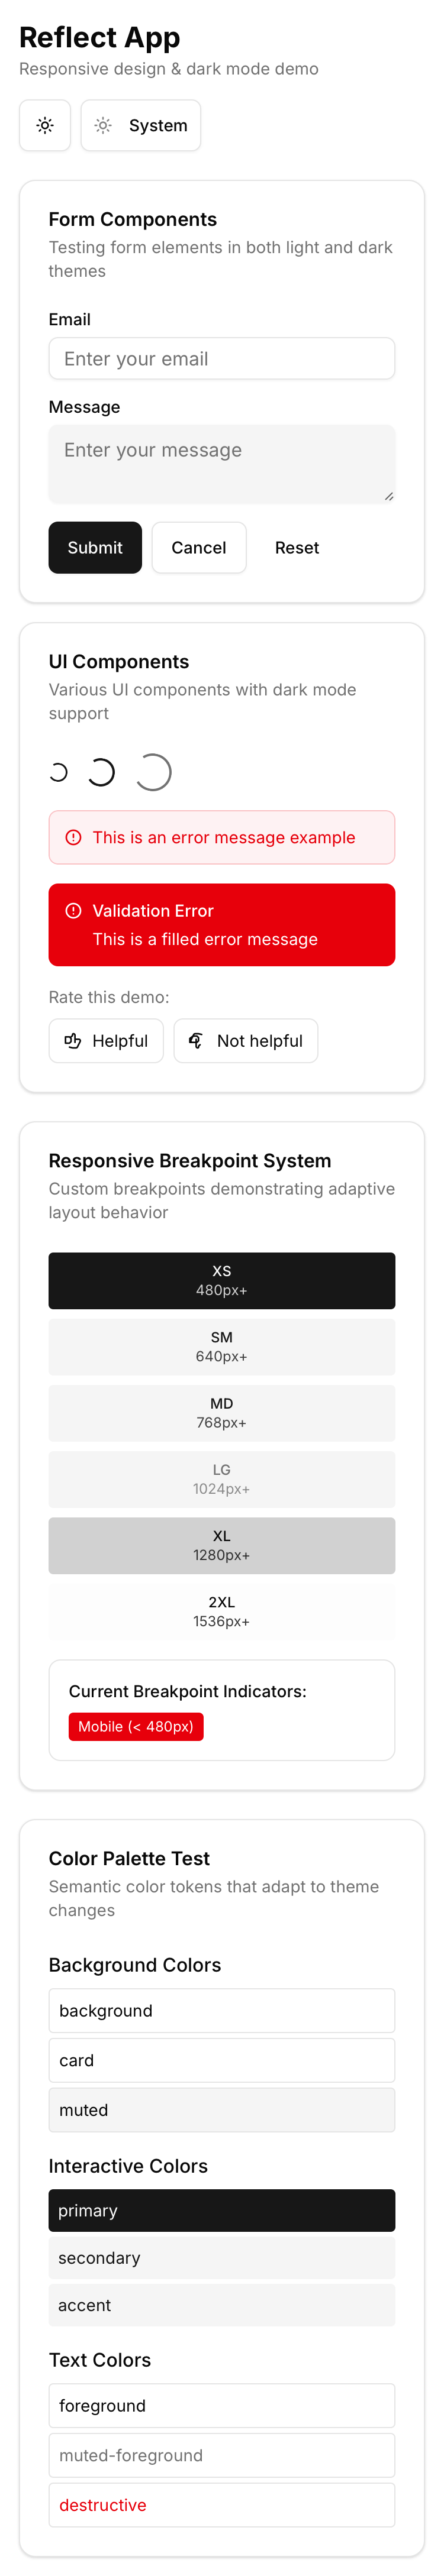 Reflect App
Responsive design & dark mode demo
System
Form Components
Testing form elements in both light and dark
themes
Email
Enter your email
Message
Enter your message
Submit Cancel Reset
UI Components
Various UI components with dark mode
support
This is an error message example
Validation Error
This is a filled error message
Rate this demo:
Helpful Not helpful
Responsive Breakpoint System
Custom breakpoints demonstrating adaptive
layout behavior
XS
480px+
SM
640px+
MD
768px+
LG
1024px+
XL
1280px+
2XL
1536px+
Current Breakpoint Indicators:
Mobile (< 480px)
Color Palette Test
Semantic color tokens that adapt to theme
changes
Background Colors
background
card
muted
Interactive Colors
primary
secondary
accent
Text Colors
foreground
muted-foreground
destructive